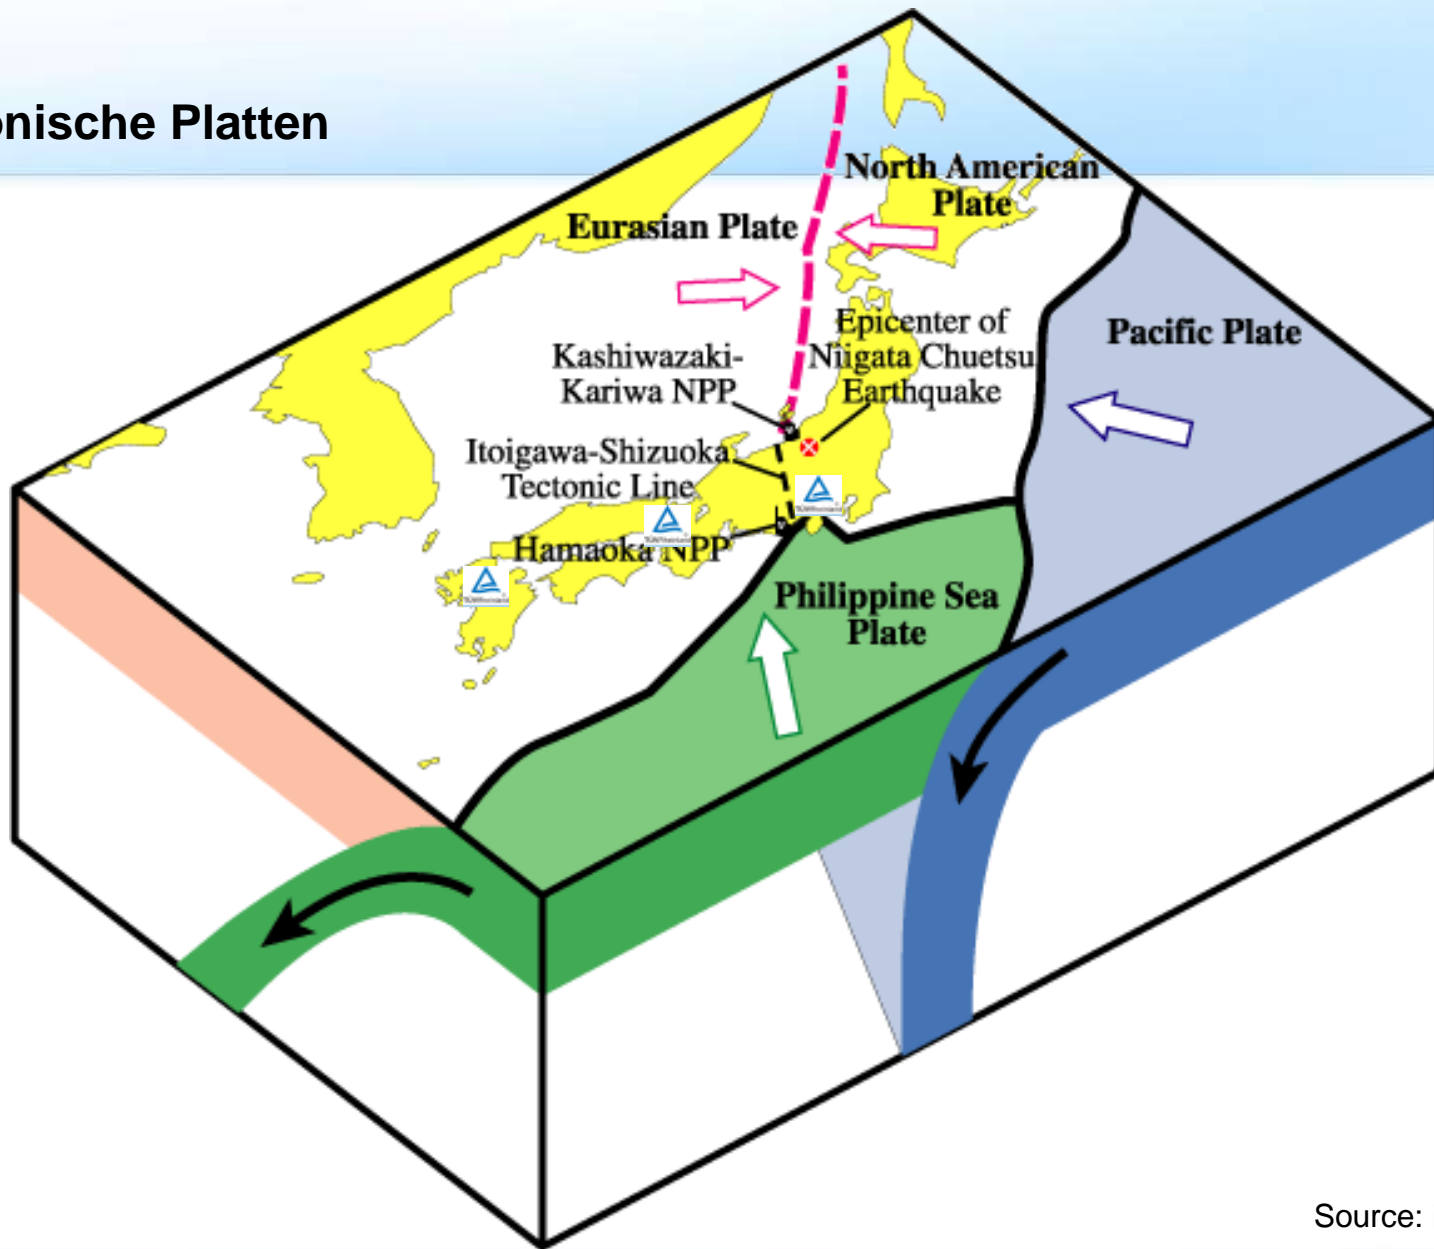 onische Platten
North American
Plate
Eurasian Plate
Pacific Plate
Epicenter of
Niigata Chuetsu
Earthquake
Kashiwazaki-
Kariwa NPP
Itoigawa-Shizuoka
Tectonic Line
Hamaoka NPP
Philippine Sea
Plate
Source: